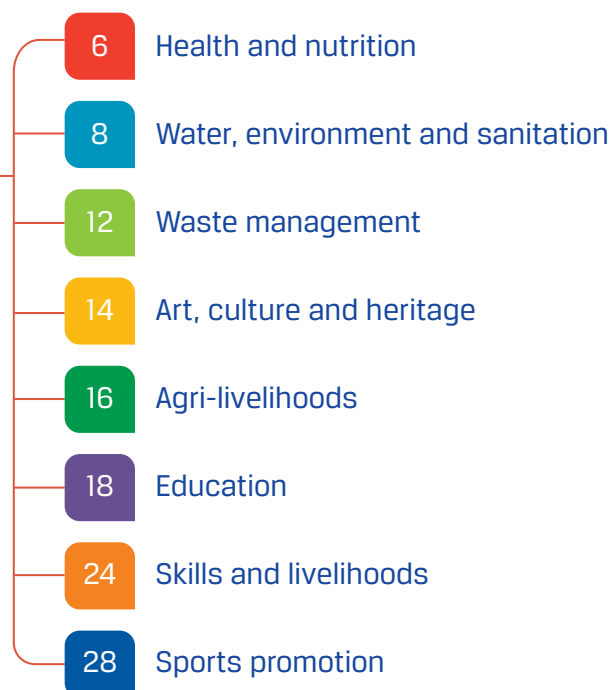 6 Health and nutrition
8 Water, environment and sanitation
12 Waste management
14 Art, culture and heritage
16 Agri-livelihoods
18 Education
24 Skills and livelihoods
28 Sports promotion